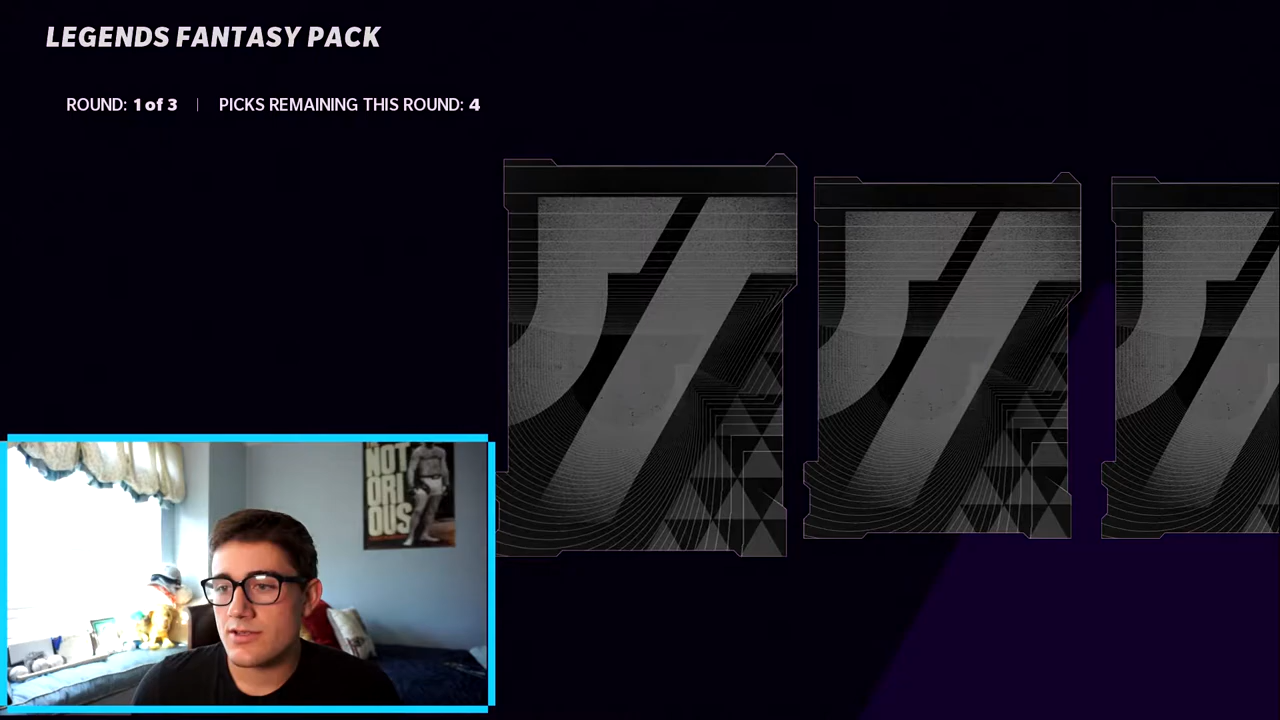 LEGENDS FANTASY PACK
ROUND: 1 of 3 | PICKS REMAINING THIS ROUND: 4
NOT
ORI
OUS